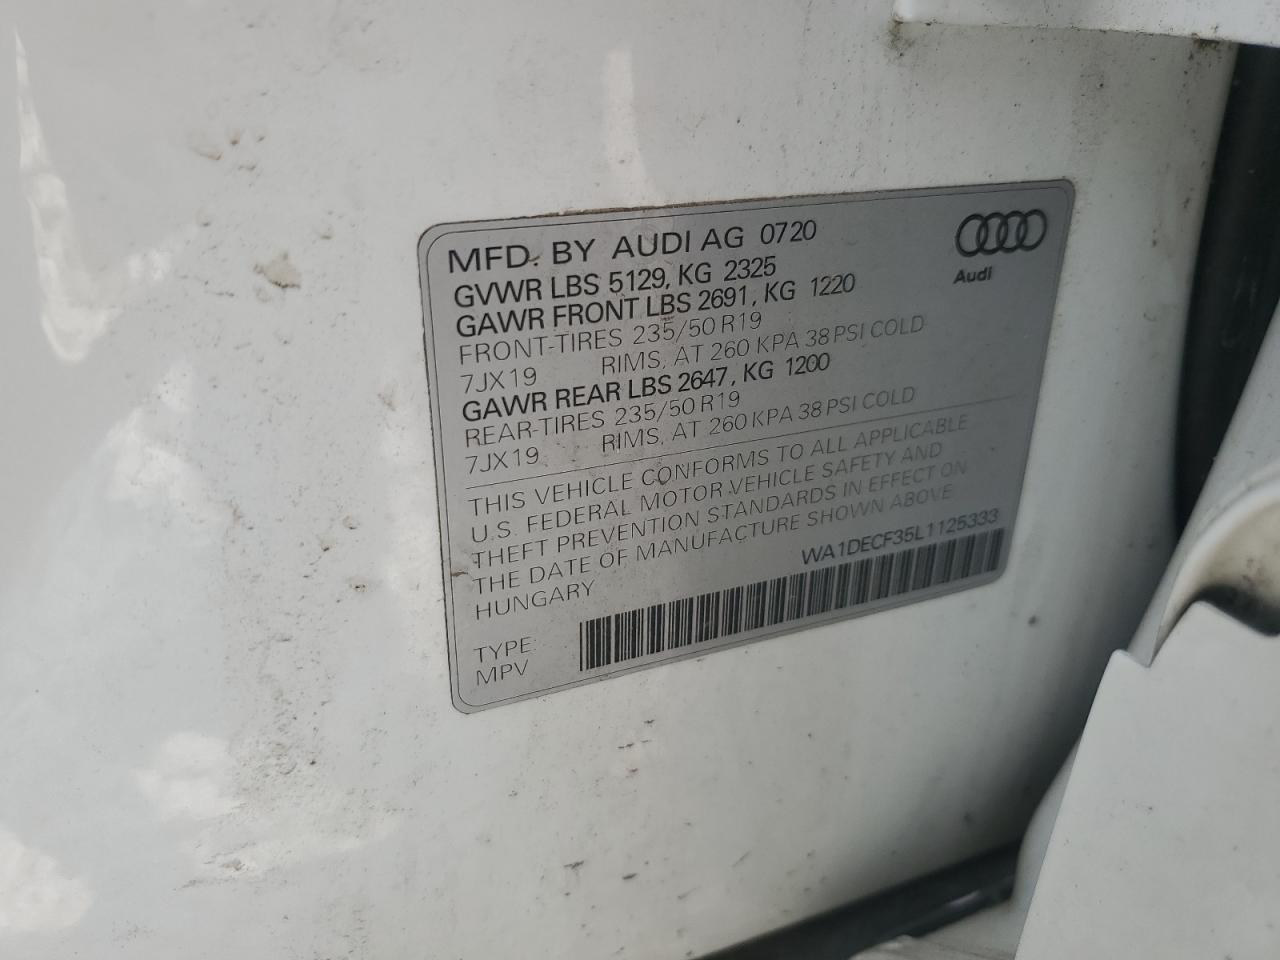 MFD. BY AUDI AG 0720
GVWR LBS 5129, KG 2325
GAWR FRONT LBS 2691, KG 1220
FRONT-TIRES 235/50 R19
7JX19 RIMS, AT 260 KPA 38 PSI COLD
GAWR REAR LBS 2647, KG 1200
REAR-TIRES 235/50 R19
7JX19 RIMS, AT 260 KPA 38 PSI COLD
Audi
THIS VEHICLE CONFORMS TO ALL APPLICABLE
U.S. FEDERAL MOTOR VEHICLE SAFETY AND
THEFT PREVENTION STANDARDS IN EFFECT ON
THE DATE OF MANUFACTURE SHOWN ABOVE
HUNGARY
WA1DECF35L1125333
TYPE:
MPV